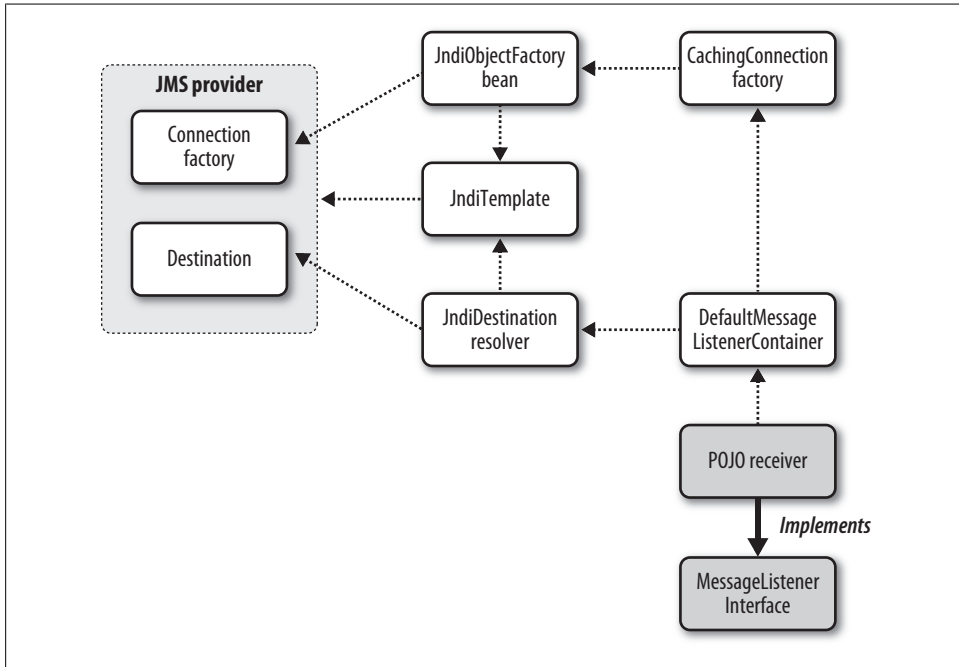 JMS provider
Connection
factory
Destination
JndiObjectFactory
bean
JndiTemplate
JndiDestination
resolver
CachingConnection
factory
DefaultMessage
ListenerContainer
POJO receiver
Implements
MessageListener
Interface